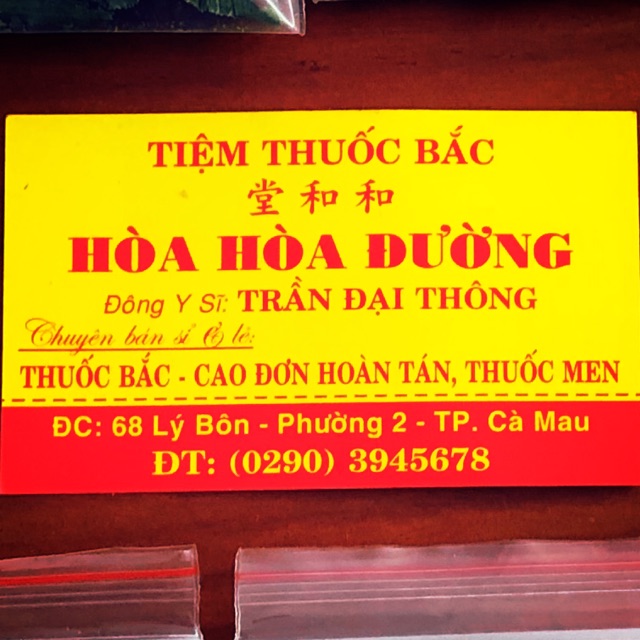 TIỆM THUỐC BẮC
堂和和
HÒA HÒA ĐƯỜNG
Đông Y Sĩ: TRẦN ĐẠI THÔNG
Chuyên bán sỉ & lẻ:
THUỐC BẮC - CAO ĐƠN HOÀN TÁN, THUỐC MEN
ĐC: 68 Lý Bôn - Phường 2 - TP. Cà Mau
ĐT: (0290) 3945678